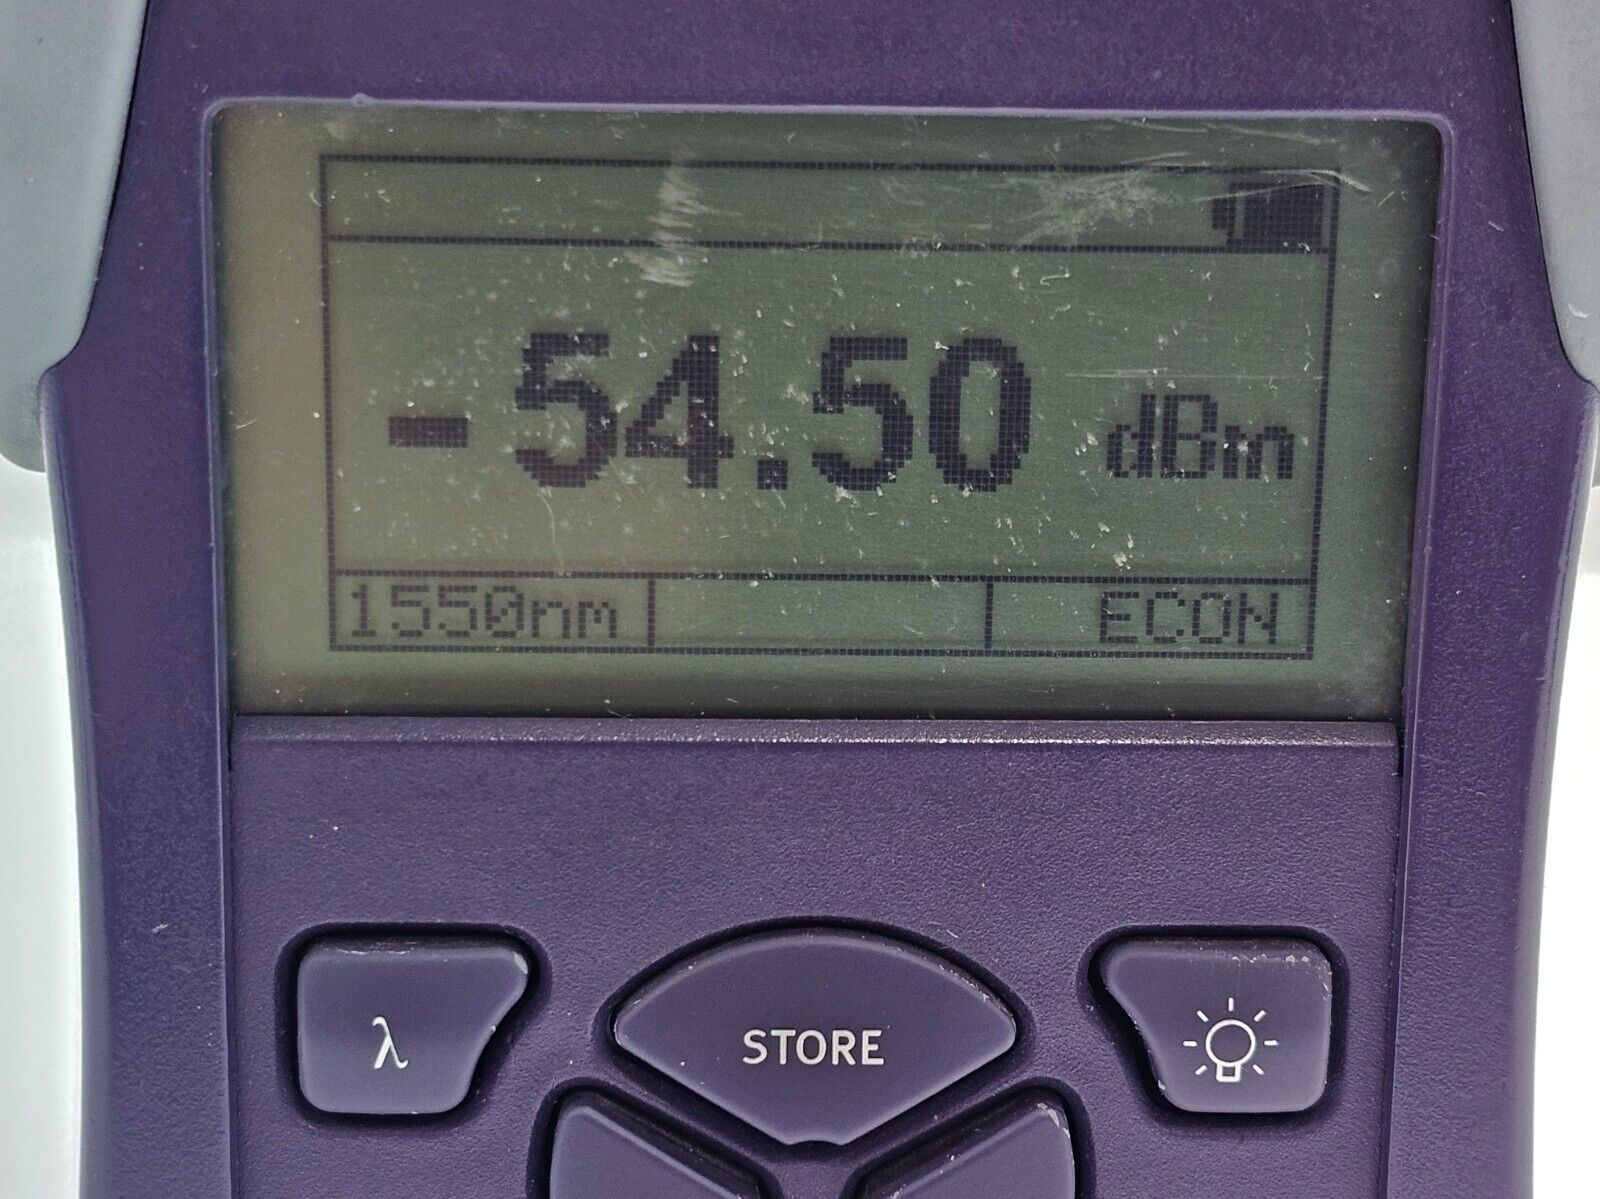 -54.50 dBm
1550nm ECON
λ STORE